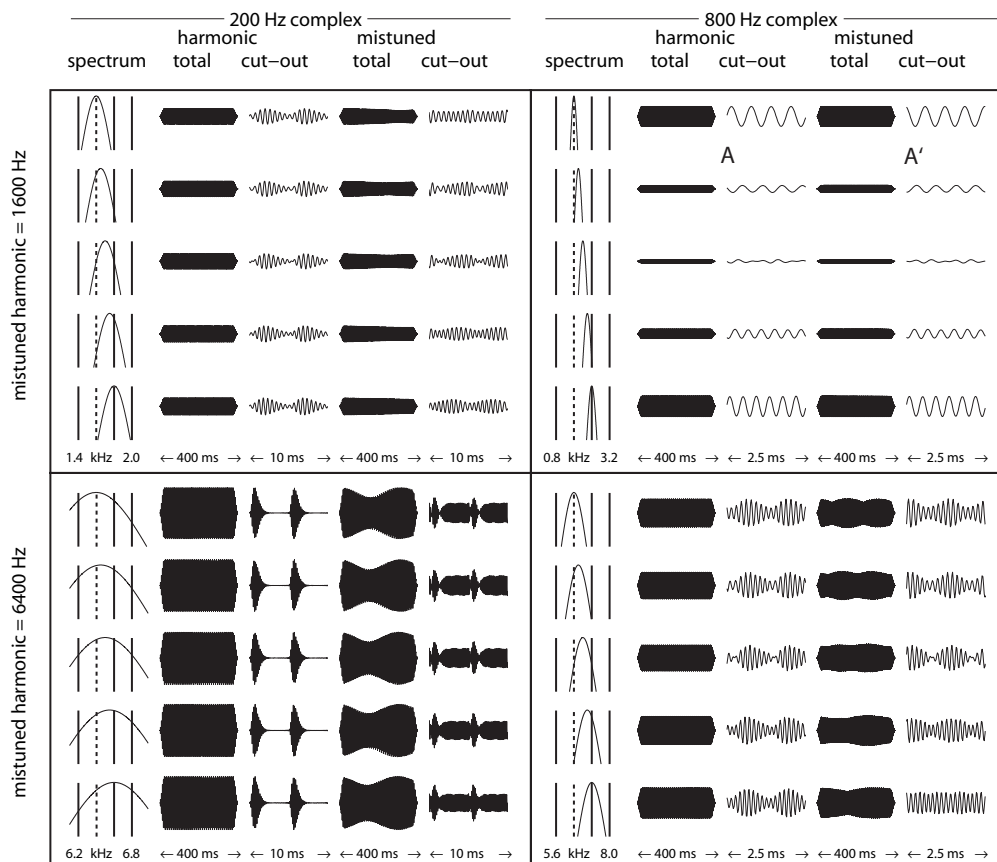 200 Hz complex 800 Hz complex
harmonic mistuned harmonic mistuned
spectrum total cut–out total cut–out spectrum total cut–out total cut–out
mistuned harmonic = 1600 Hz
A A‘
1.4 kHz 2.0 ← 400 ms → ← 10 ms → ← 400 ms → ← 10 ms → 0.8 kHz 3.2 ← 400 ms → ← 2.5 ms → ← 400 ms → ← 2.5 ms →
mistuned harmonic = 6400 Hz
6.2 kHz 6.8 ← 400 ms → ← 10 ms → ← 400 ms → ← 10 ms → 5.6 kHz 8.0 ← 400 ms → ← 2.5 ms → ← 400 ms → ← 2.5 ms →